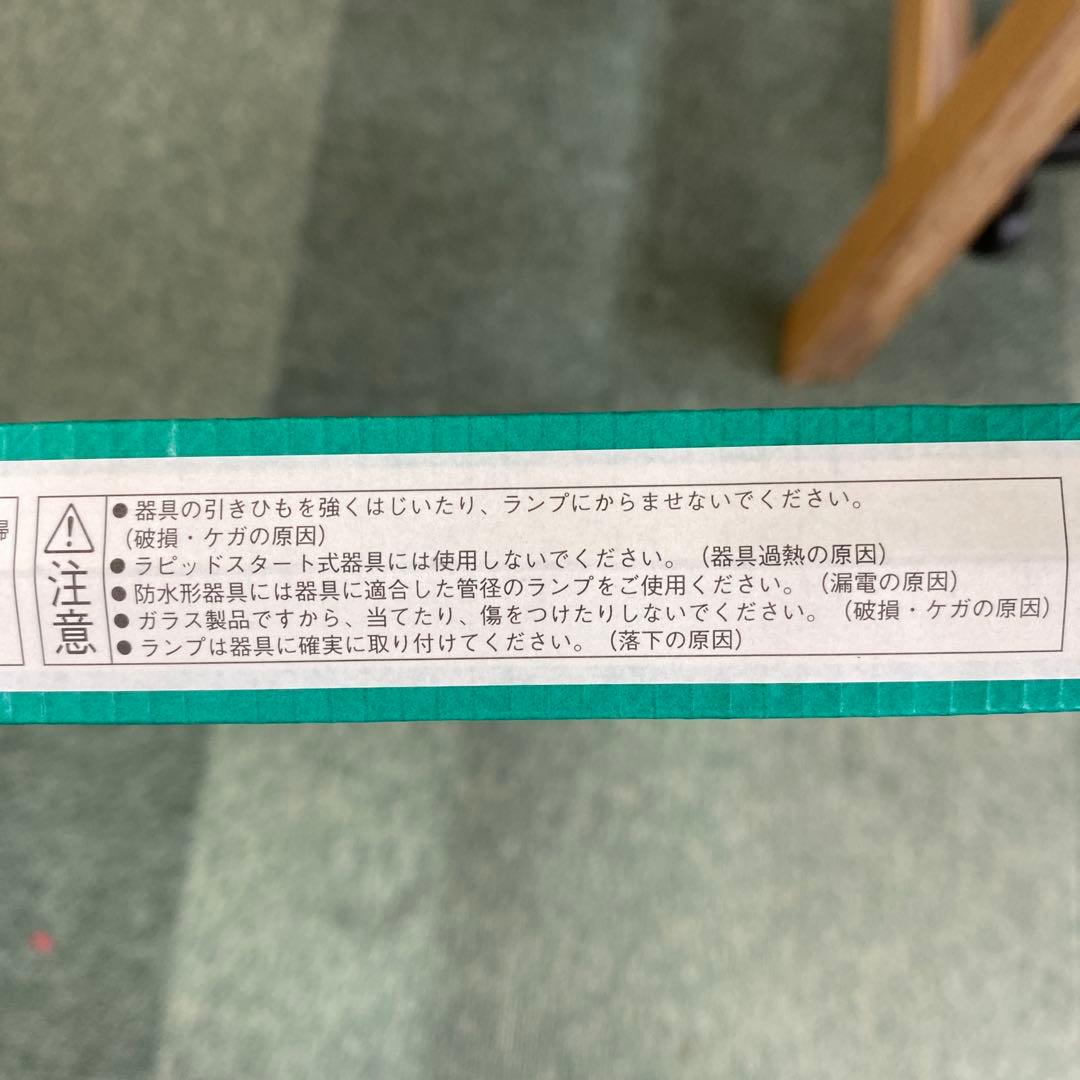 掃
注意
●器具の引きひもを強くはじいたり、ランプにからませないでください。
（破損・ケガの原因）
●ラピッドスタート式器具には使用しないでください。（器具過熱の原因）
●防水形器具には器具に適合した管径のランプをご使用ください。（漏電の原因）
●ガラス製品ですから、当てたり、傷をつけたりしないでください。（破損・ケガの原因）
●ランプは器具に確実に取り付けてください。（落下の原因）